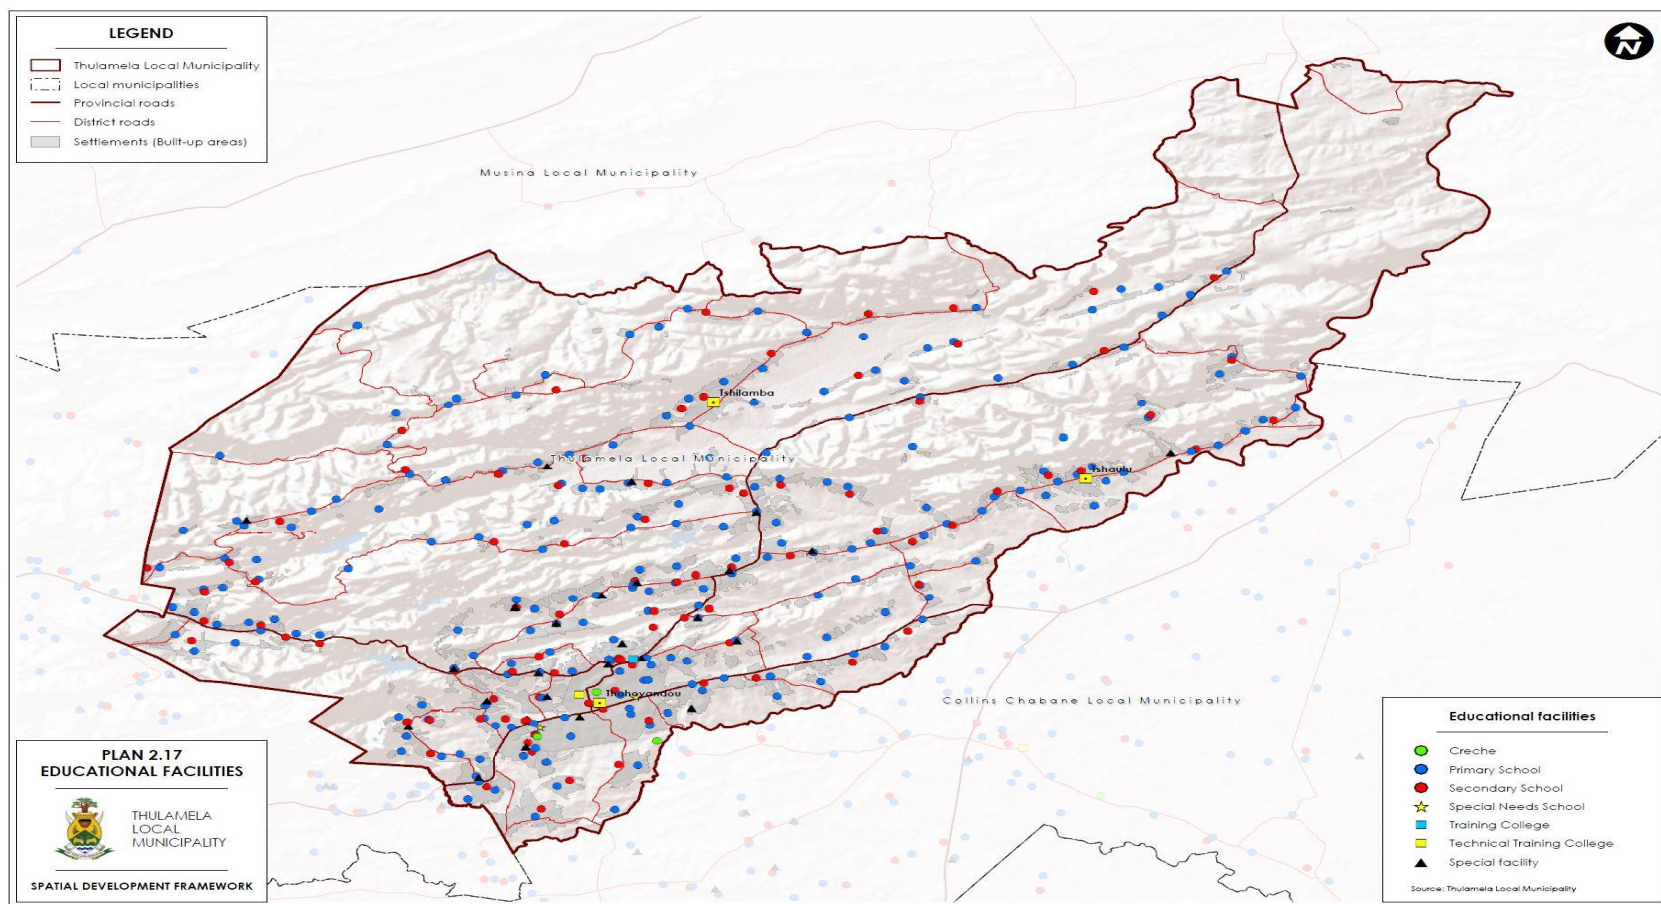 LEGEND
Thulamela Local Municipality
Local municipalities
Provincial roads
District roads
Settlements (Built-up areas)
N
Musina Local Municipality
Tshilamba
Thulamela Local Municipality
Tshaulu
Thohoyandou
Collins Chabane Local Municipality
PLAN 2.17
EDUCATIONAL FACILITIES
THULAMELA
LOCAL
MUNICIPALITY
SPATIAL DEVELOPMENT FRAMEWORK
Educational facilities
Creche
Primary School
Secondary School
Special Needs School
Training College
Technical Training College
Special facility
Source: Thulamela Local Municipality